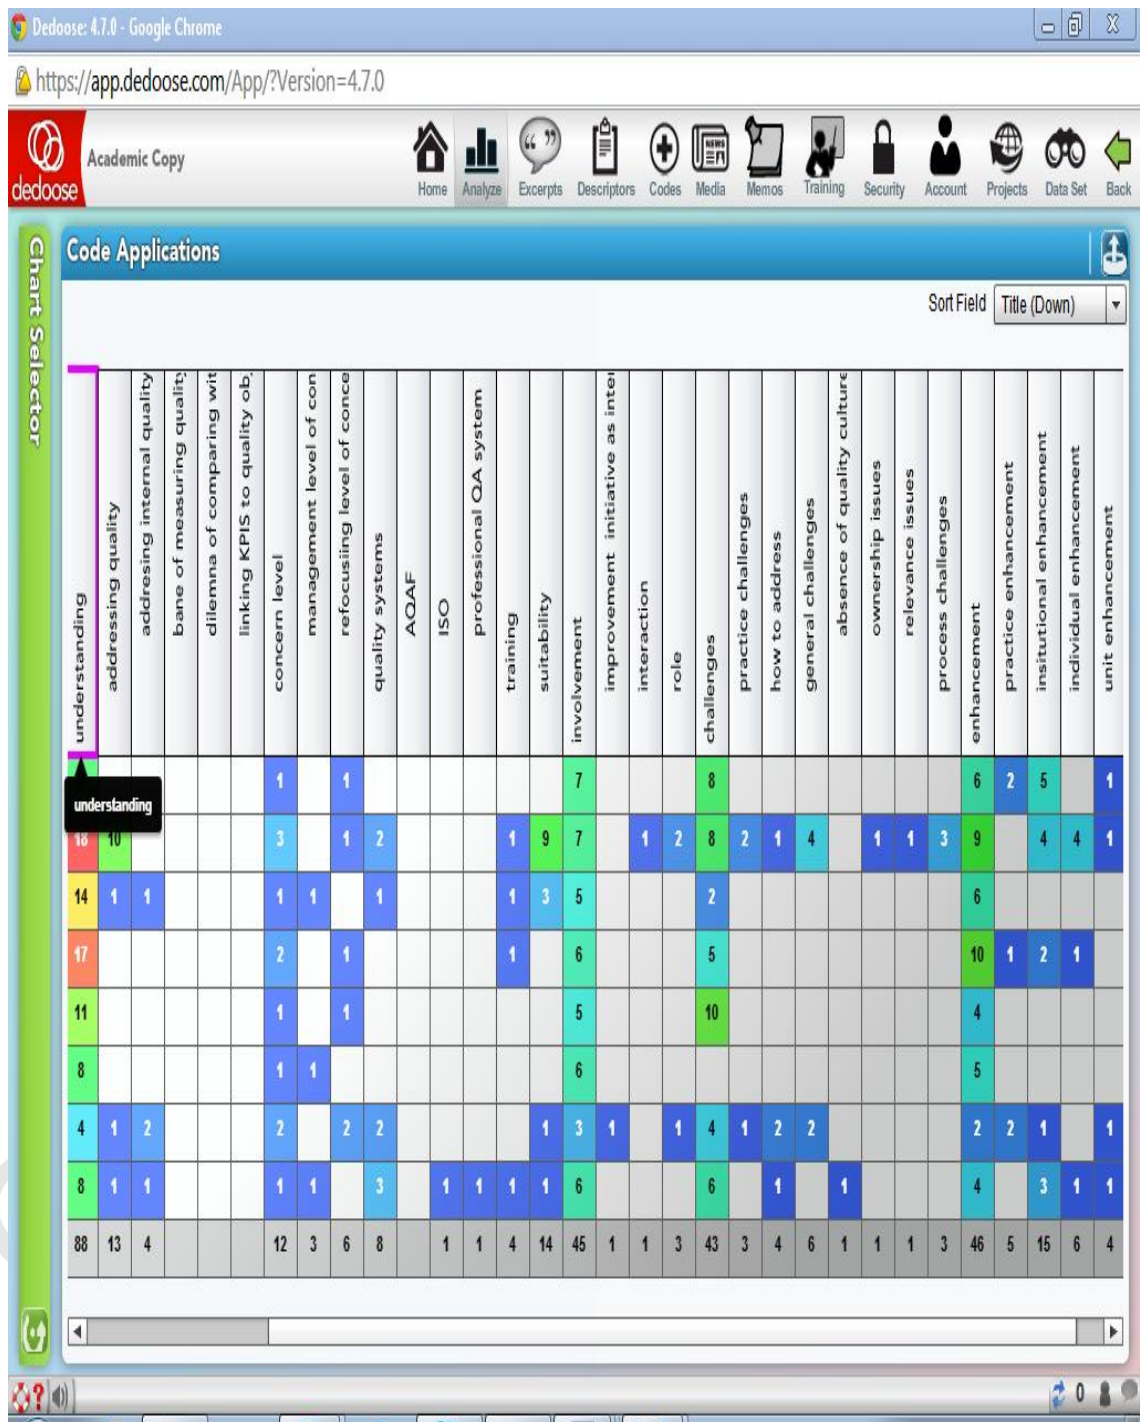 Dedoose: 4.7.0 - Google Chrome
https://app.dedoose.com/App/?Version=4.7.0
dedoose
Academic Copy
Home Analyze Excerpts Descriptors Codes Media Memos Training Security Account Projects Data Set Back
Chart Selector
Code Applications
Sort Field Title (Down)
understanding
addressing quality
addresing internal quality
bane of measuring quality
dilemna of comparing wit
linking KPIS to quality ob
concern level
management level of con
refocusiing level of conce
quality systems
AQAF
ISO
professional QA system
training
suitability
involvement
improvement initiative as inter
interaction
role
challenges
practice challenges
how to address
general challenges
absence of quality culture
ownership issues
relevance issues
process challenges
enhancement
practice enhancement
insitutional enhancement
individual enhancement
unit enhancement
1 1 7 8 6 2 5 1
understanding
18 10 3 1 2 1 9 7 1 2 8 2 1 4 1 1 3 9 4 4 1
14 1 1 1 1 1 1 3 5 2 6
17 2 1 1 6 5 10 1 2 1
11 1 1 5 10 4
8 1 1 6 5
4 1 2 2 2 2 1 3 1 1 4 1 2 2 2 2 1 1
8 1 1 1 1 3 1 1 1 1 6 6 1 1 4 3 1 1
88 13 4 12 3 6 8 1 1 4 14 45 1 1 3 43 3 4 6 1 1 1 3 46 5 15 6 4
0